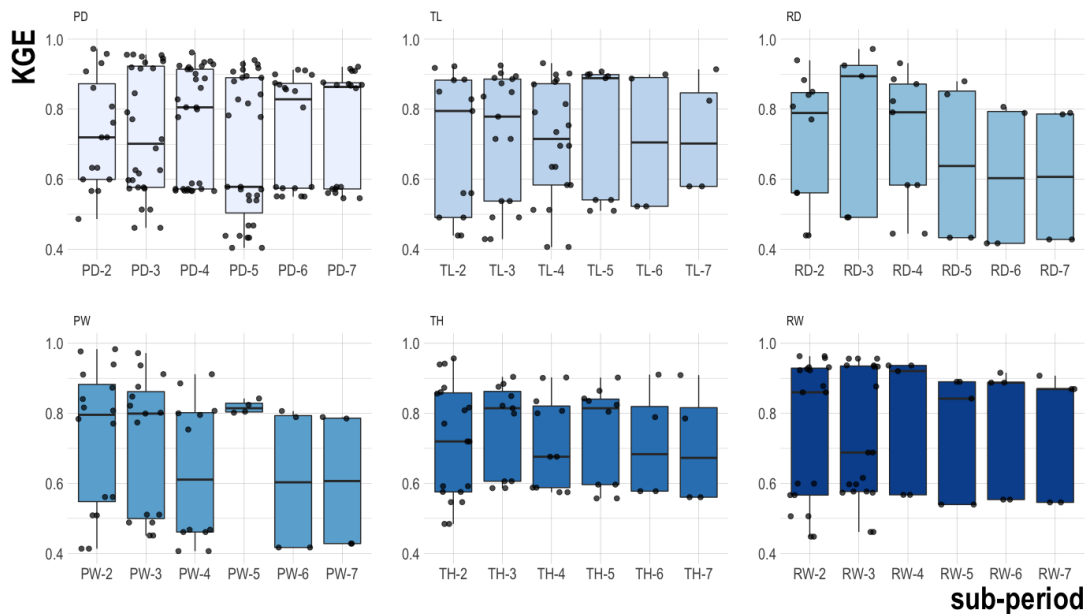 PD TL RD
KGE
1.0 1.0 1.0
0.8 0.8 0.8
0.6 0.6 0.6
0.4 0.4 0.4
PD-2 PD-3 PD-4 PD-5 PD-6 PD-7 TL-2 TL-3 TL-4 TL-5 TL-6 TL-7 RD-2 RD-3 RD-4 RD-5 RD-6 RD-7
PW TH RW
1.0 1.0 1.0
0.8 0.8 0.8
0.6 0.6 0.6
0.4 0.4 0.4
PW-2 PW-3 PW-4 PW-5 PW-6 PW-7 TH-2 TH-3 TH-4 TH-5 TH-6 TH-7 RW-2 RW-3 RW-4 RW-5 RW-6 RW-7
sub-period